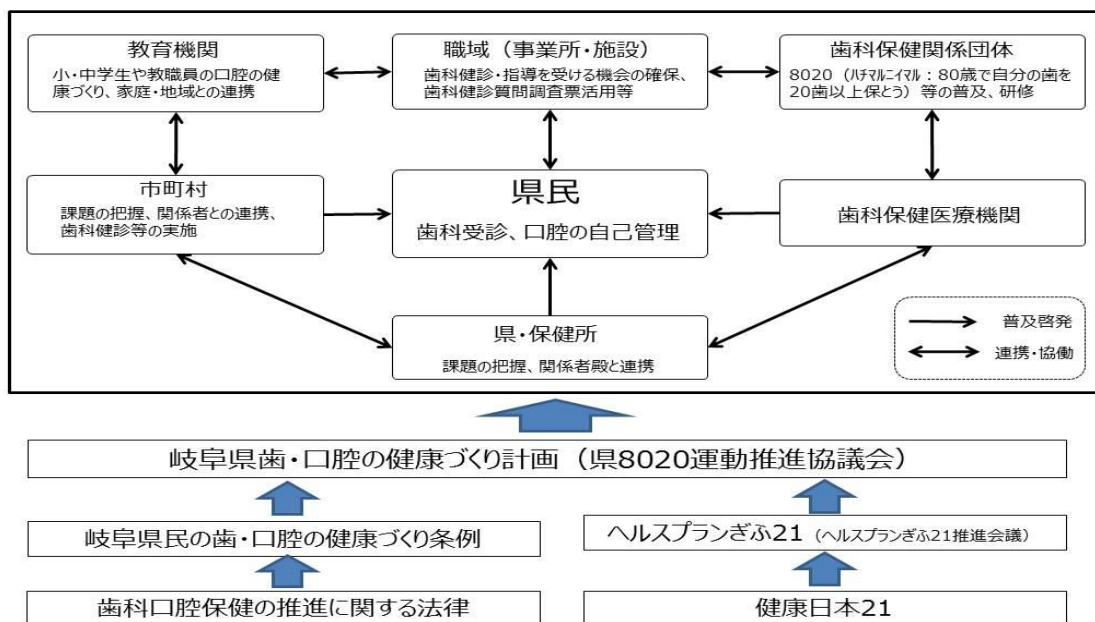 教育機関
小・中学生や教職員の口腔の健
康づくり、家庭・地域との連携
職域（事業所・施設）
歯科健診・指導を受ける機会の確保、
歯科健診質問調査票活用等
歯科保健関係団体
8020（ﾊﾁﾏﾙﾆｲﾏﾙ：80歳で自分の歯を
20歯以上保とう）等の普及、研修
市町村
課題の把握、関係者との連携、
歯科健診等の実施
県民
歯科受診、口腔の自己管理
歯科保健医療機関
県・保健所
課題の把握、関係者殿と連携
普及啓発
連携・協働
岐阜県歯・口腔の健康づくり計画（県8020運動推進協議会）
岐阜県民の歯・口腔の健康づくり条例
ヘルスプランぎふ21（ヘルスプランぎふ21推進会議）
歯科口腔保健の推進に関する法律
健康日本21